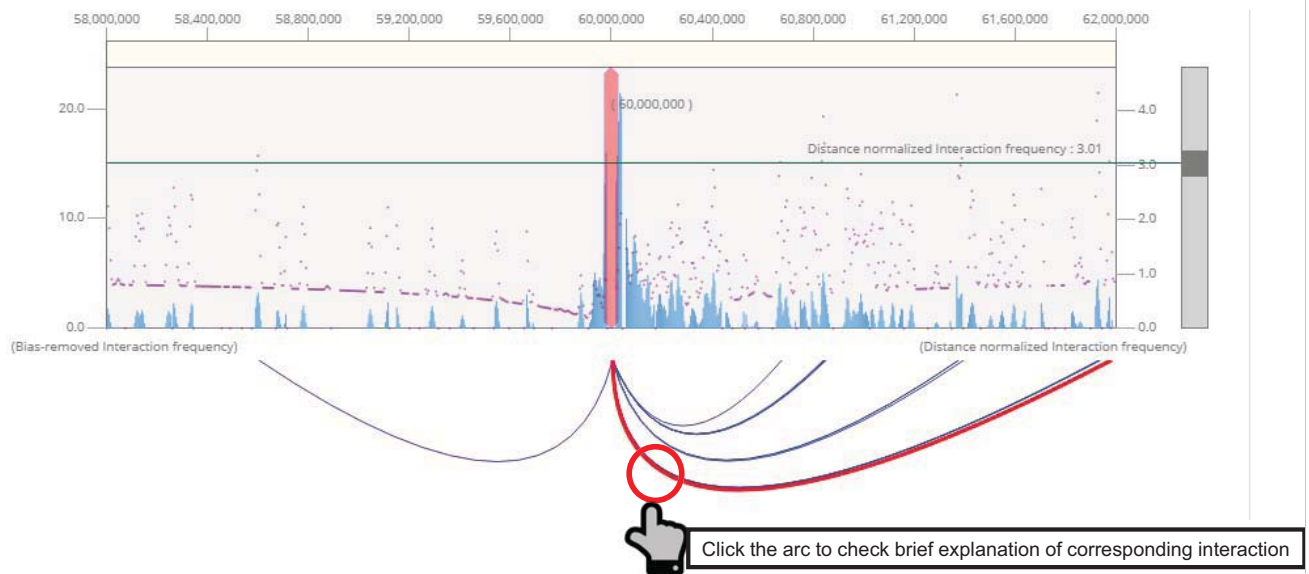 58,000,000 58,400,000 58,800,000 59,200,000 59,600,000 60,000,000 60,400,000 60,800,000 61,200,000 61,600,000 62,000,000
( 60,000,000 )
20.0
4.0
Distance normalized Interaction frequency : 3.01
3.0
10.0
2.0
1.0
0.0
0.0
(Bias-removed Interaction frequency)
(Distance normalized Interaction frequency)
Click the arc to check brief explanation of corresponding interaction